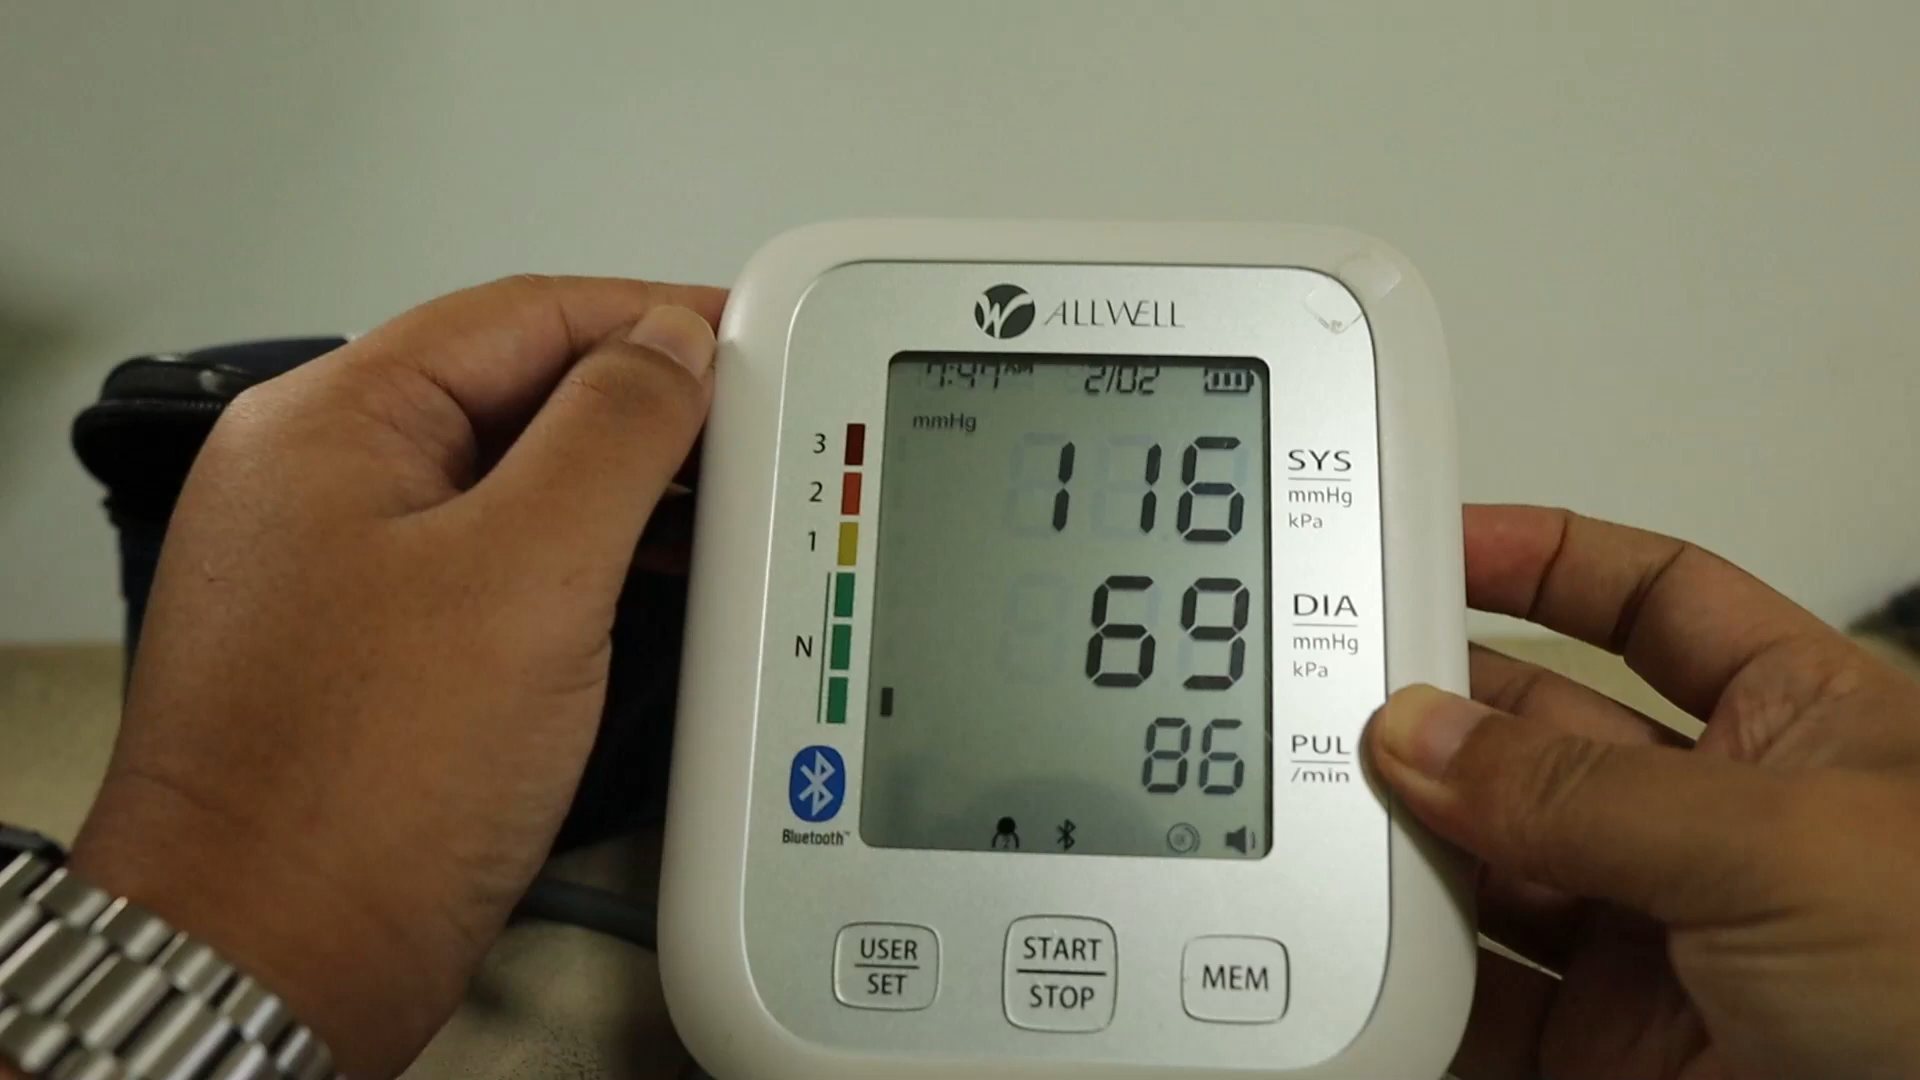 ALLWELL
2/02
mmHg
3
2
1
N
116
SYS
mmHg
kPa
69
DIA
mmHg
kPa
86
PUL
/min
Bluetooth™
USER
SET
START
STOP
MEM